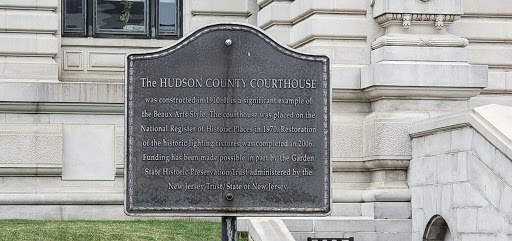 The HUDSON COUNTY COURTHOUSE
was constructed in 1910. It is a significant example of
the Beaux Arts Style. The courthouse was placed on the
National Register of Historic Places in 1970. Restoration
of the historic lighting fixtures was completed in 2006.
Funding has been made possible in part by the Garden
State Historic Preservation Trust administered by the
New Jersey Trust/State of New Jersey.